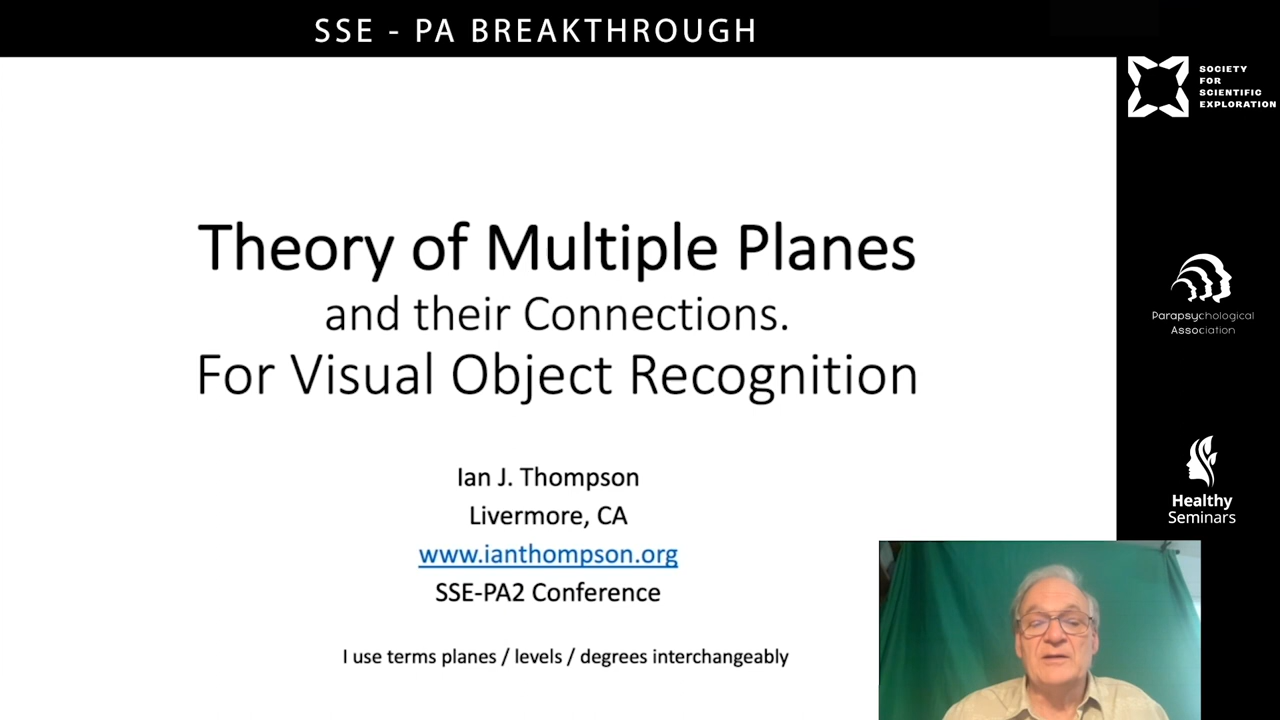 SSE - PA BREAKTHROUGH
SOCIETY
FOR
SCIENTIFIC
EXPLORATION
Theory of Multiple Planes
and their Connections.
For Visual Object Recognition
Parapsychological
Association
Ian J. Thompson
Livermore, CA
www.ianthompson.org
SSE-PA2 Conference
I use terms planes / levels / degrees interchangeably
Healthy
Seminars